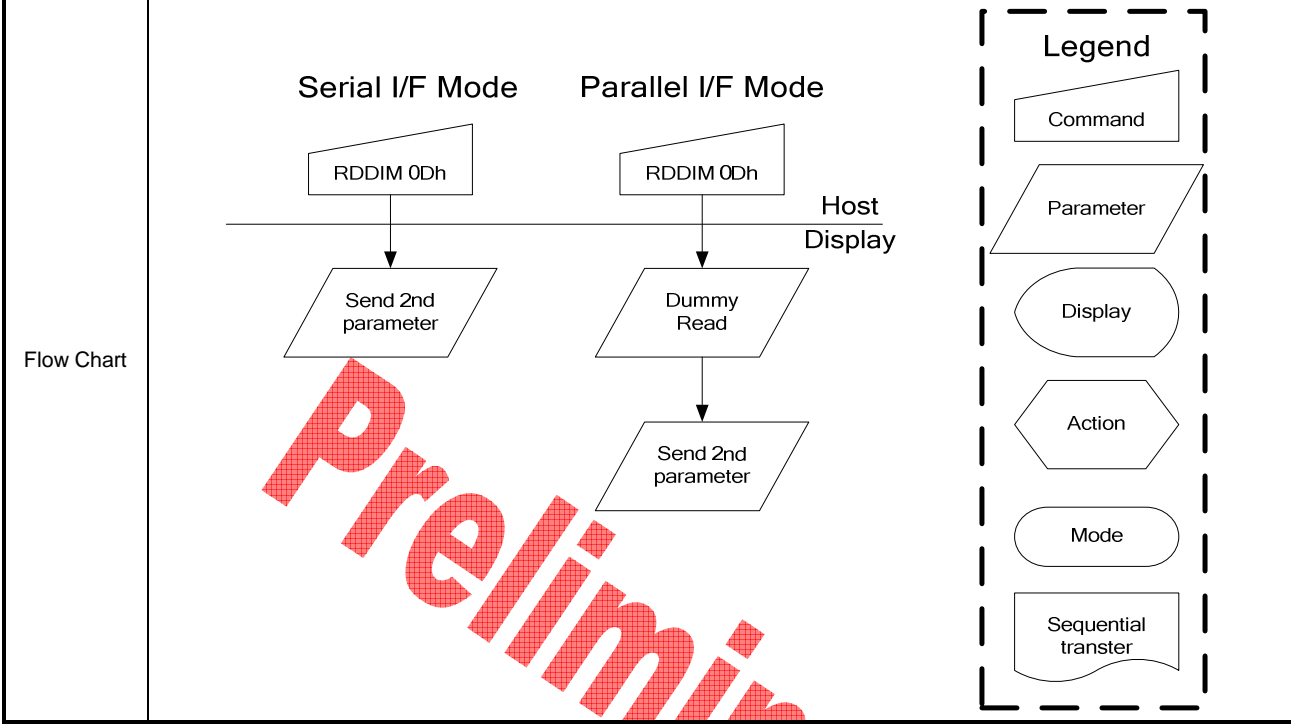 Flow Chart
Serial I/F Mode
Parallel I/F Mode
RDDIM 0Dh
RDDIM 0Dh
Host
Display
Send 2nd
parameter
Dummy
Read
Send 2nd
parameter
Legend
Command
Parameter
Display
Action
Mode
Sequential
transter
Prelimin